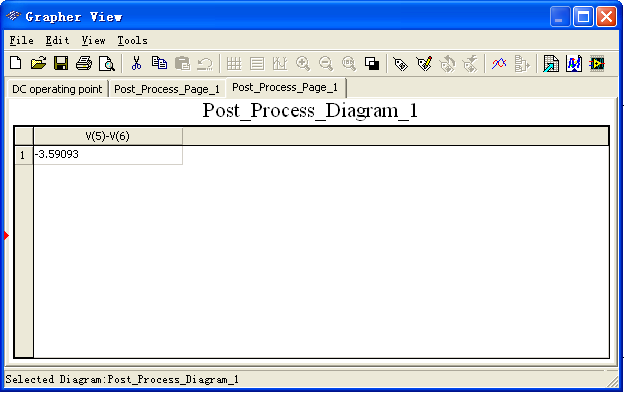 Grapher View
File Edit View Tools
DC operating point Post_Process_Page_1 Post_Process_Page_1
Post_Process_Diagram_1
V(5)-V(6)
1 -3.59093
Selected Diagram:Post_Process_Diagram_1